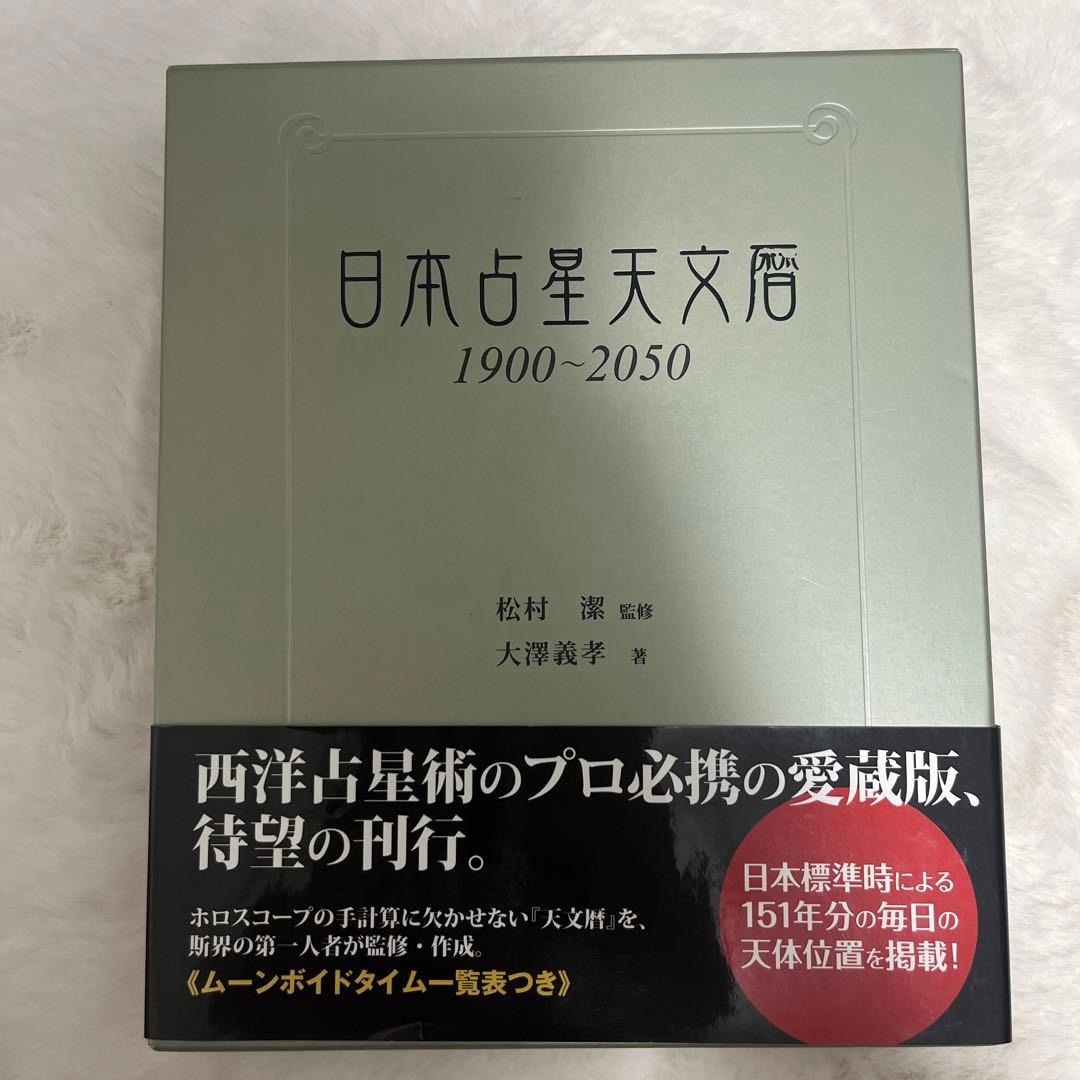 日本占星天文暦
1900~2050
松村 潔 監修
大澤義孝 著
西洋占星術のプロ必携の愛蔵版、
待望の刊行。
ホロスコープの手計算に欠かせない『天文暦』を、
斯界の第一人者が監修・作成。
《ムーンボイドタイム一覧表つき》
日本標準時による
151年分の毎日の
天体位置を掲載!